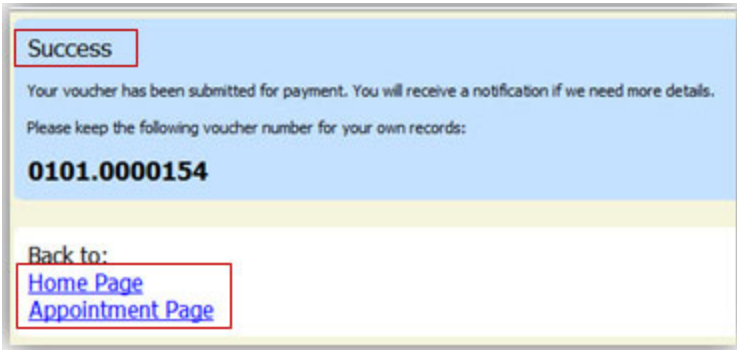 Success
Your voucher has been submitted for payment. You will receive a notification if we need more details.
Please keep the following voucher number for your own records:
0101.0000154
Back to:
Home Page
Appointment Page